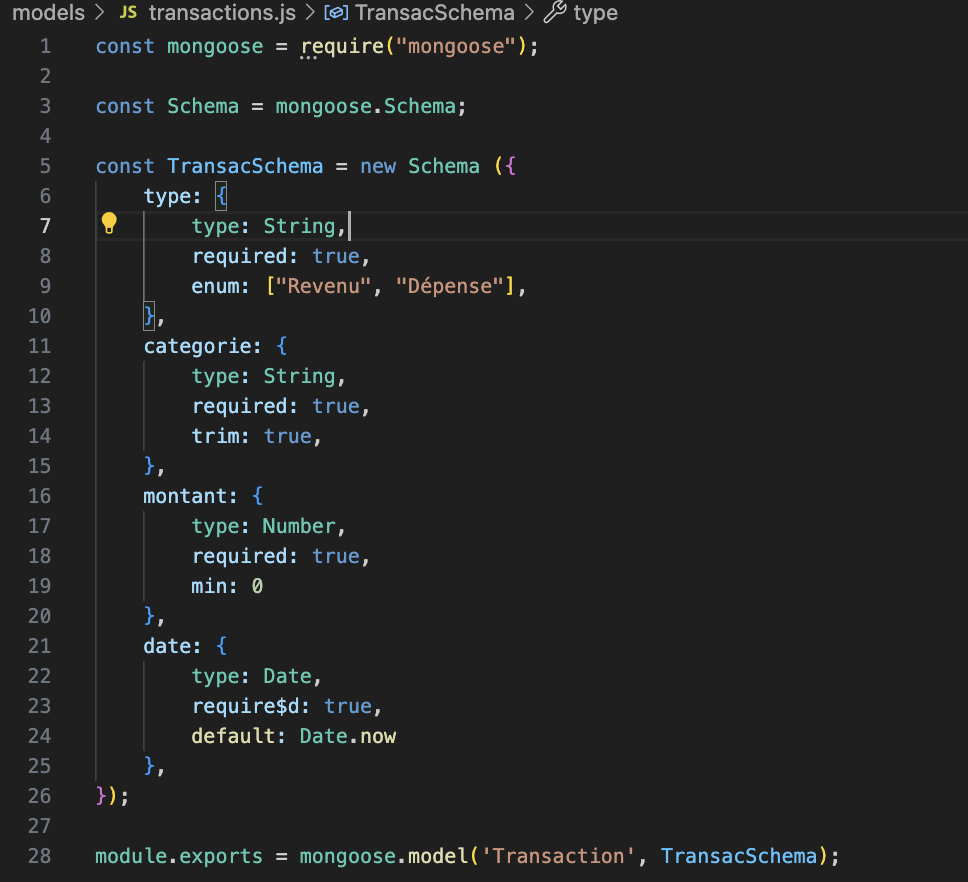 models > JS transactions.js > TransacSchema > type
1 const mongoose = require("mongoose");
2
3 const Schema = mongoose.Schema;
4
5 const TransacSchema = new Schema ({
6     type: {
7         type: String,
8         required: true,
9         enum: ["Revenu", "Dépense"],
10     },
11     categorie: {
12         type: String,
13         required: true,
14         trim: true,
15     },
16     montant: {
17         type: Number,
18         required: true,
19         min: 0
20     },
21     date: {
22         type: Date,
23         require$d: true,
24         default: Date.now
25     },
26 });
27
28 module.exports = mongoose.model('Transaction', TransacSchema);